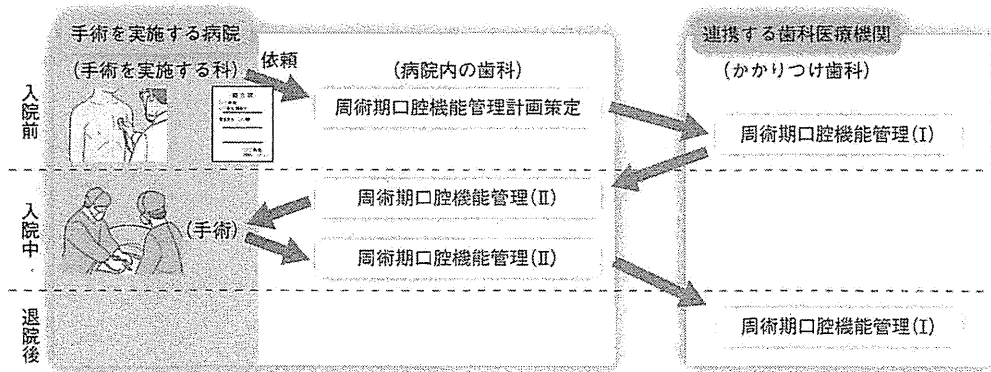 手術を実施する病院
連携する歯科医療機関
(手術を実施する科)
依頼
(病院内の歯科)
(かかりつけ歯科)
入院前
周術期口腔機能管理計画策定
周術期口腔機能管理(I)
入院中
周術期口腔機能管理(II)
(手術)
周術期口腔機能管理(II)
退院後
周術期口腔機能管理(I)